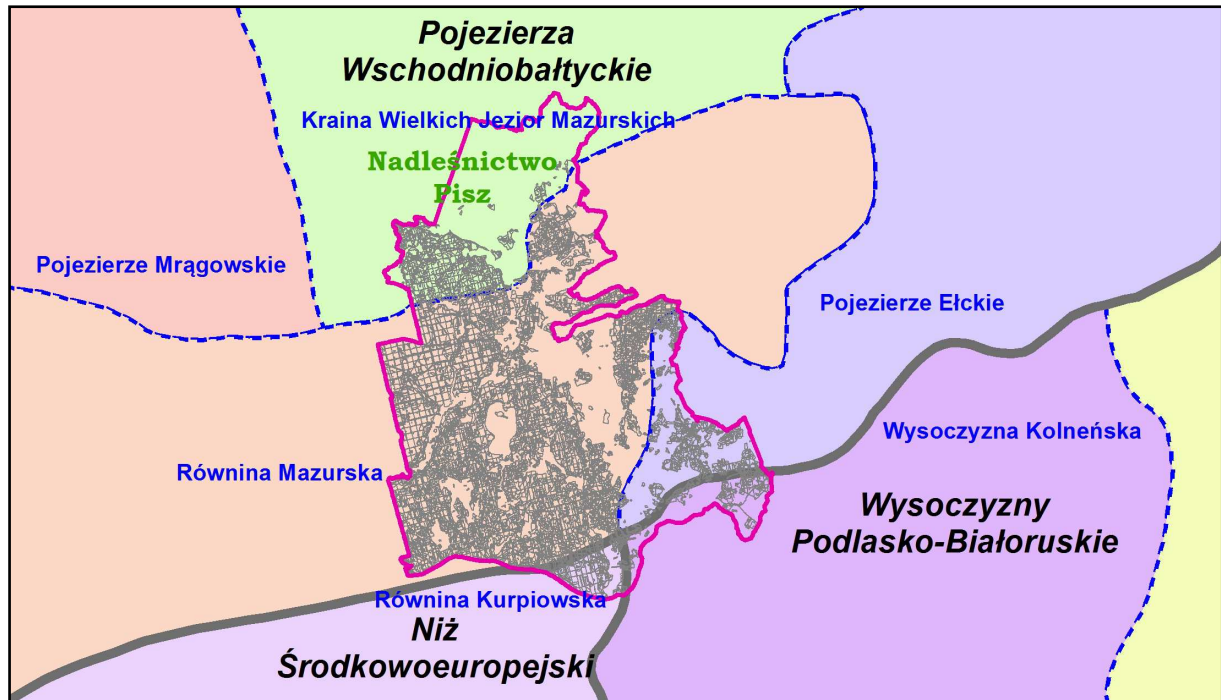 Pojezierza
Wschodniobałtyckie
Kraina Wielkich Jezior Mazurskich
Nadleśnictwo
Pisz
Pojezierze Mrągowskie
Pojezierze Ełckie
Wysoczyzna Kolneńska
Równina Mazurska
Wysoczyzny
Podlasko-Białoruskie
Równina Kurpiowska
Niż
Środkowoeuropejski